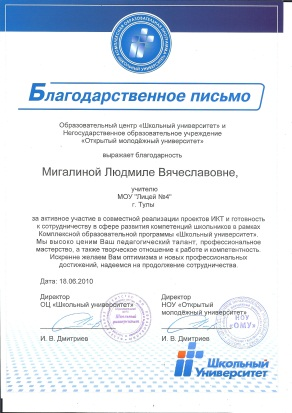 Благодарственное письмо
Образовательный центр «Школьный университет» и
Негосударственное образовательное учреждение
«Открытый молодёжный университет»
выражает благодарность
Мигалиной Людмиле Вячеславовне,
учителю
МОУ "Лицей №4"
г. Тулы
за активное участие в совместной реализации проектов ИКТ и готовность
к сотрудничеству в сфере развития компетенций школьников в рамках
Комплексной образовательной программы «Школьный университет».
Мы высоко ценим Ваш педагогический талант, профессиональное
мастерство, а также творческое отношение к работе и компетентность.
Искренне желаем Вам оптимизма и новых профессиональных
достижений, надеемся на продолжение сотрудничества.
Дата: 18.06.2010
Директор
ОЦ «Школьный университет»
Директор
НОУ «Открытый
молодёжный университет»
И. В. Дмитриев
И. В. Дмитриев
НОУ
«ОМУ»
Школьный
Университет